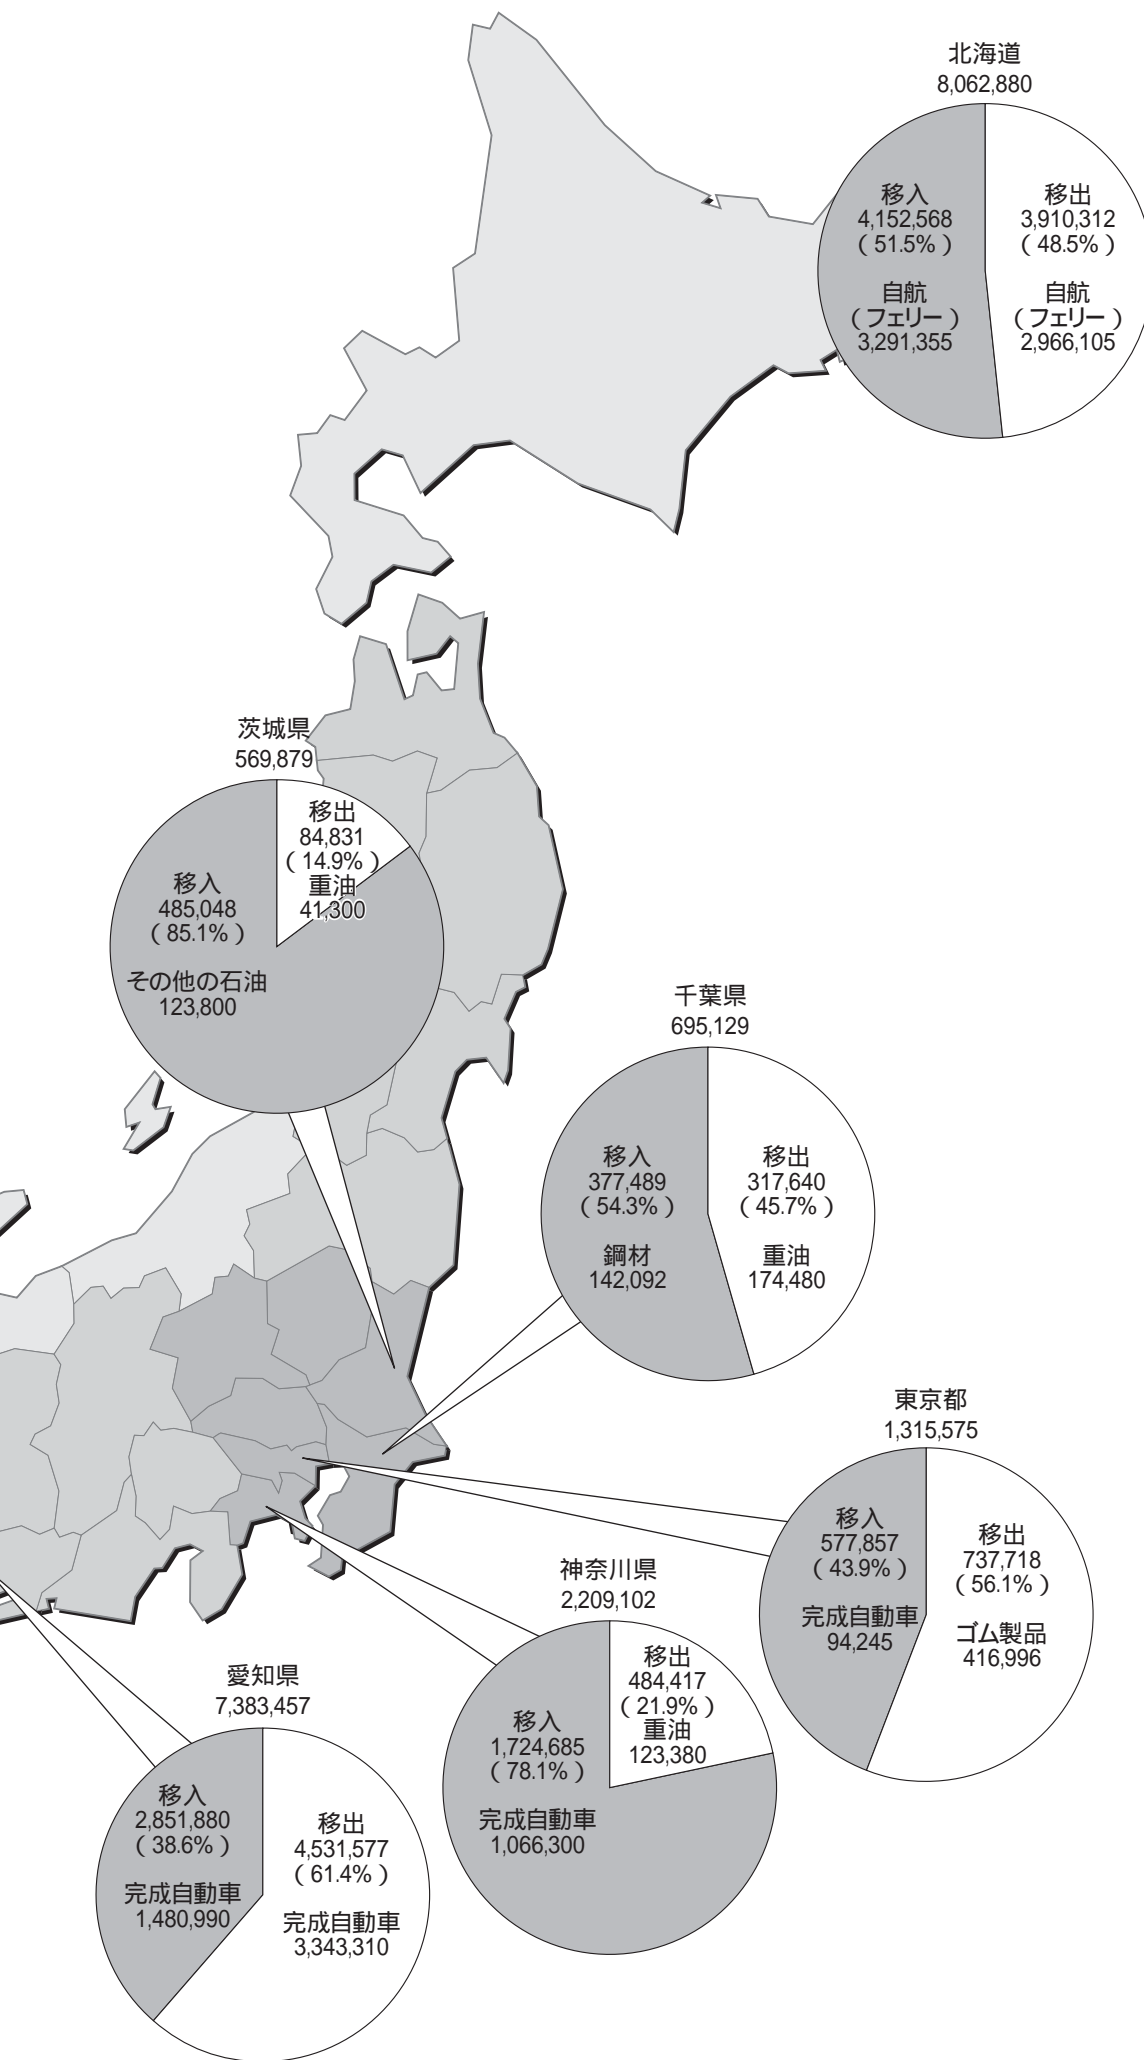 北海道
8,062,880
移入
4,152,568
（51.5%）
自航
（フェリー）
3,291,355
移出
3,910,312
（48.5%）
自航
（フェリー）
2,966,105
茨城県
569,879
移出
84,831
（14.9%）
重油
41,300
移入
485,048
（85.1%）
その他の石油
123,800
千葉県
695,129
移入
377,489
（54.3%）
鋼材
142,092
移出
317,640
（45.7%）
重油
174,480
東京都
1,315,575
移入
577,857
（43.9%）
完成自動車
94,245
移出
737,718
（56.1%）
ゴム製品
416,996
神奈川県
2,209,102
移出
484,417
（21.9%）
重油
123,380
移入
1,724,685
（78.1%）
完成自動車
1,066,300
愛知県
7,383,457
移入
2,851,880
（38.6%）
完成自動車
1,480,990
移出
4,531,577
（61.4%）
完成自動車
3,343,310